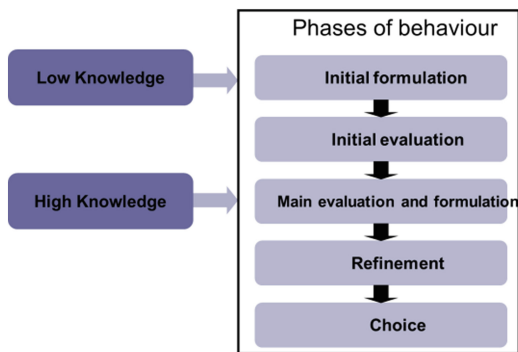 Phases of behaviour
Low Knowledge
Initial formulation
Initial evaluation
High Knowledge
Main evaluation and formulation
Refinement
Choice